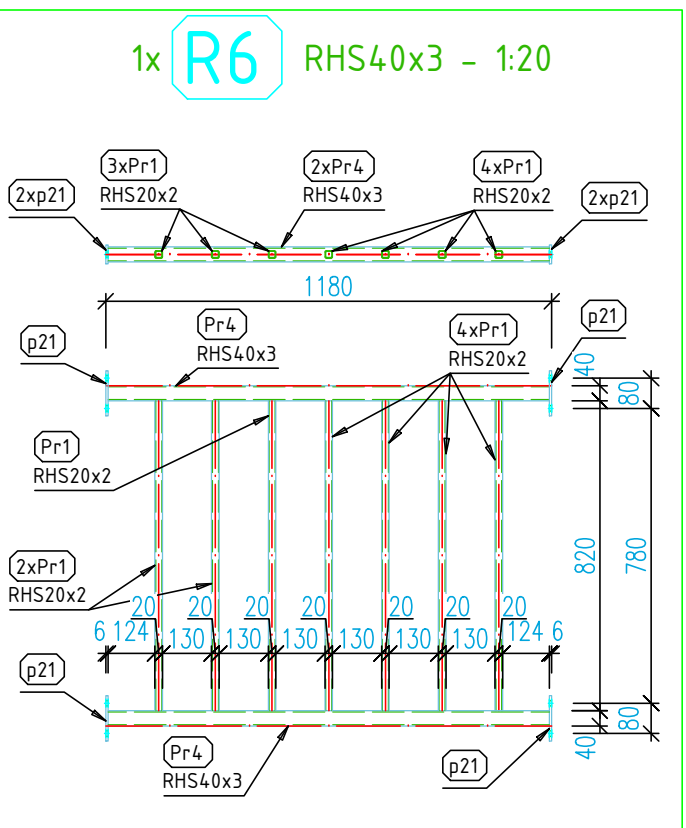 1x R6 RHS40x3 - 1:20
3xPr1
RHS20x2
2xPr4
RHS40x3
4xPr1
RHS20x2
2xp21
2xp21
1180
p21
Pr4
RHS40x3
4xPr1
RHS20x2
p21
40
80
Pr1
RHS20x2
820
780
2xPr1
RHS20x2
20 20 20 20 20 20 20
6 124 130 130 130 130 130 130 124 6
p21
80
40
Pr4
RHS40x3
p21